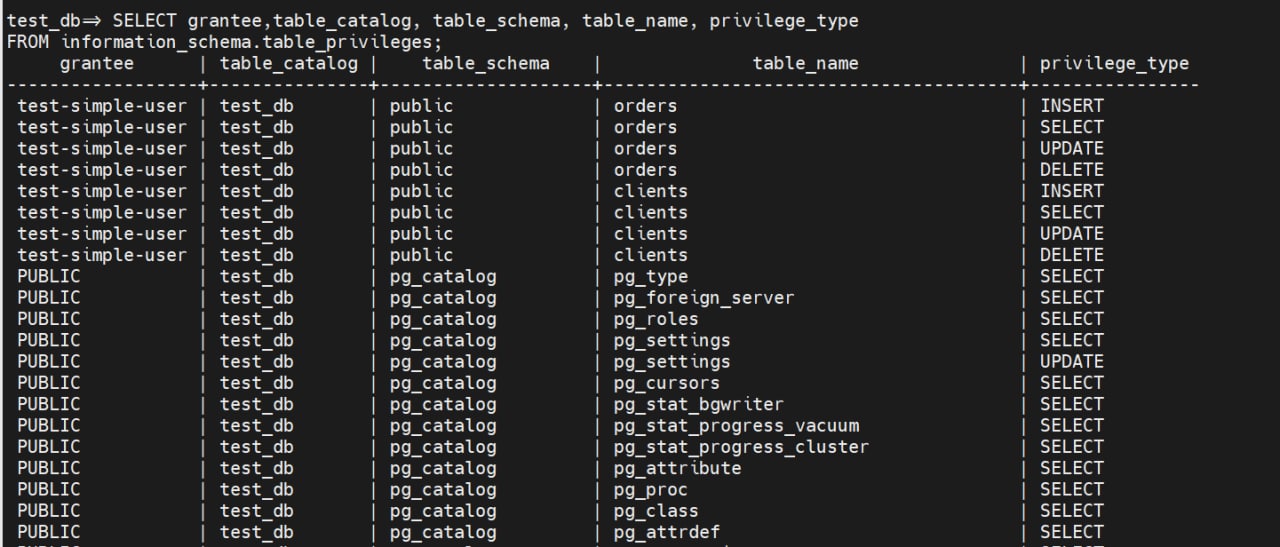 test_db=> SELECT grantee,table_catalog, table_schema, table_name, privilege_type
FROM information_schema.table_privileges;
     grantee      | table_catalog |    table_schema    |              table_name               | privilege_type
------------------+---------------+--------------------+---------------------------------------+----------------
 test-simple-user | test_db       | public             | orders                                | INSERT
 test-simple-user | test_db       | public             | orders                                | SELECT
 test-simple-user | test_db       | public             | orders                                | UPDATE
 test-simple-user | test_db       | public             | orders                                | DELETE
 test-simple-user | test_db       | public             | clients                               | INSERT
 test-simple-user | test_db       | public             | clients                               | SELECT
 test-simple-user | test_db       | public             | clients                               | UPDATE
 test-simple-user | test_db       | public             | clients                               | DELETE
 PUBLIC           | test_db       | pg_catalog         | pg_type                               | SELECT
 PUBLIC           | test_db       | pg_catalog         | pg_foreign_server                     | SELECT
 PUBLIC           | test_db       | pg_catalog         | pg_roles                              | SELECT
 PUBLIC           | test_db       | pg_catalog         | pg_settings                           | SELECT
 PUBLIC           | test_db       | pg_catalog         | pg_settings                           | UPDATE
 PUBLIC           | test_db       | pg_catalog         | pg_cursors                            | SELECT
 PUBLIC           | test_db       | pg_catalog         | pg_stat_bgwriter                      | SELECT
 PUBLIC           | test_db       | pg_catalog         | pg_stat_progress_vacuum               | SELECT
 PUBLIC           | test_db       | pg_catalog         | pg_stat_progress_cluster              | SELECT
 PUBLIC           | test_db       | pg_catalog         | pg_attribute                          | SELECT
 PUBLIC           | test_db       | pg_catalog         | pg_proc                               | SELECT
 PUBLIC           | test_db       | pg_catalog         | pg_class                              | SELECT
 PUBLIC           | test_db       | pg_catalog         | pg_attrdef                            | SELECT